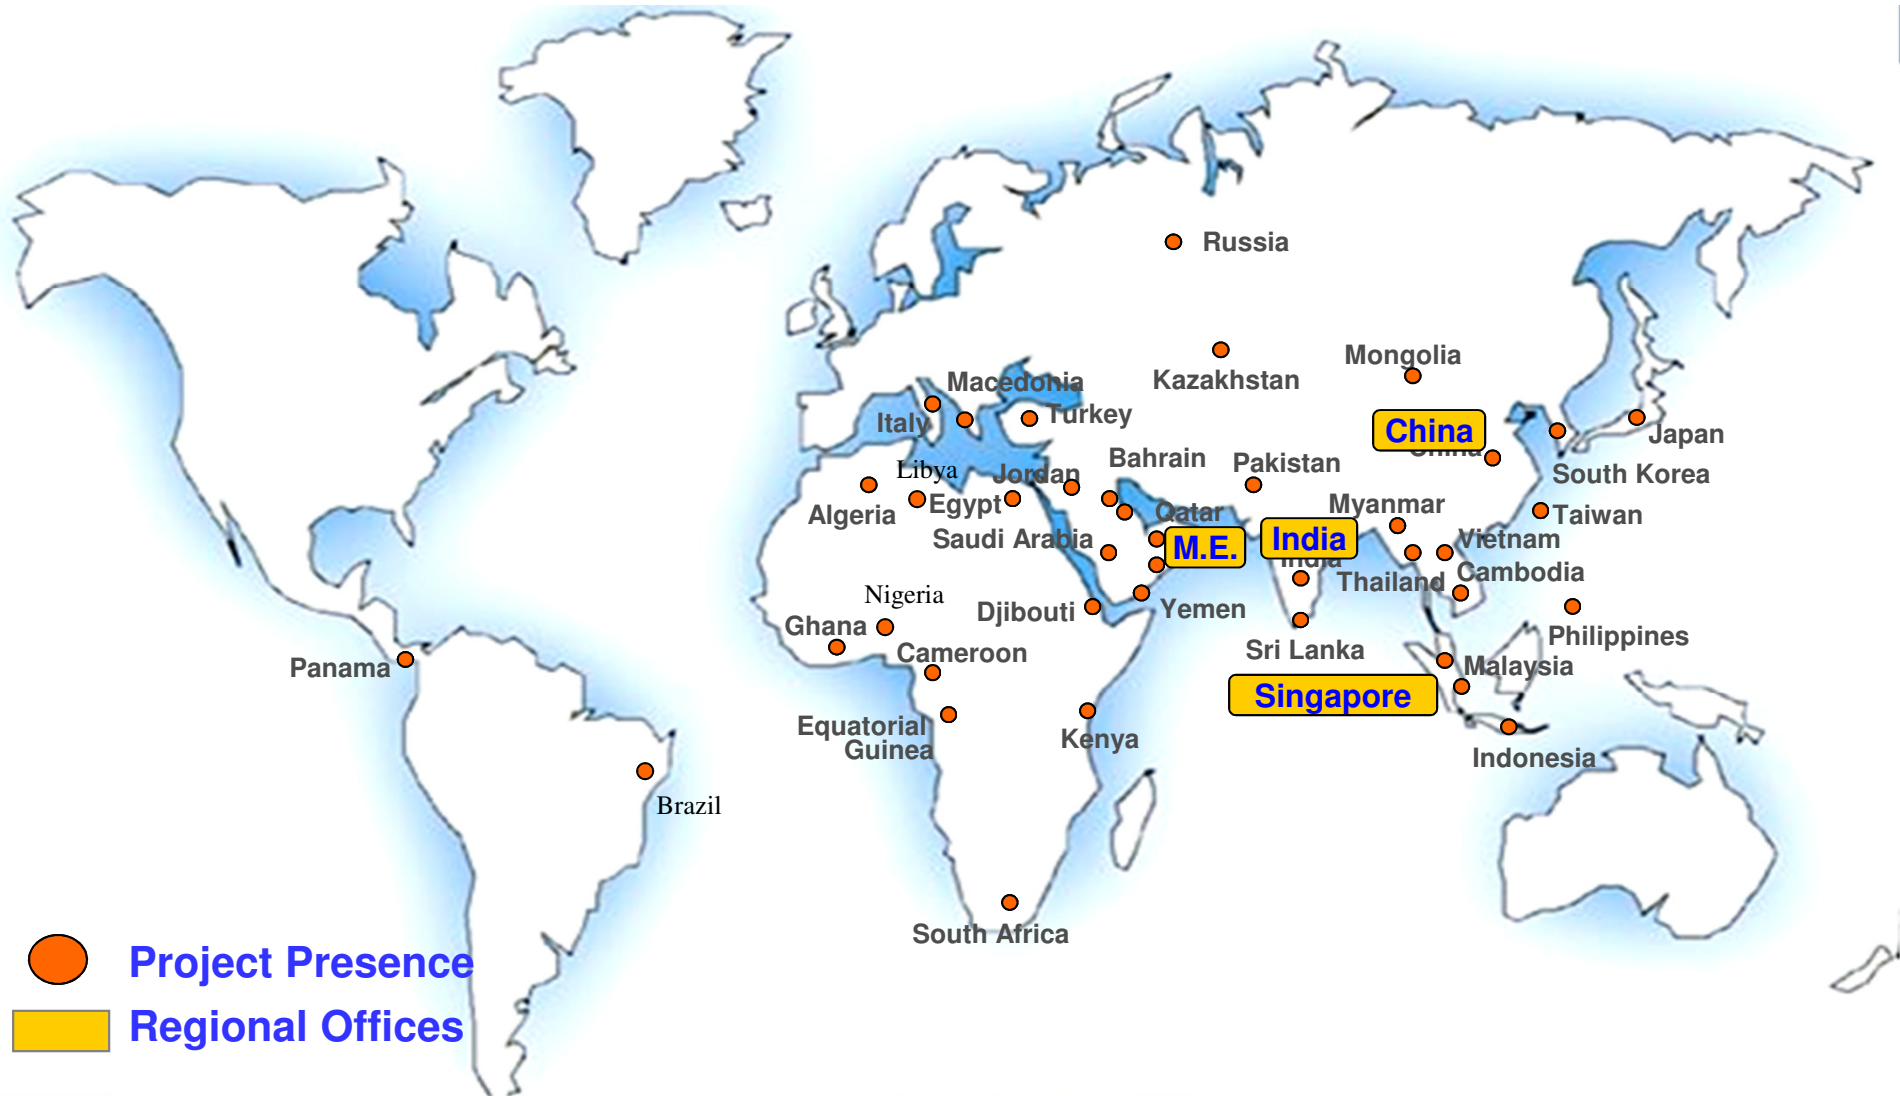 Russia
Mongolia
Kazakhstan
Macedonia
Turkey
Italy
China
China
Japan
Bahrain
Pakistan
Libya
Jordan
South Korea
Egypt
Algeria
Qatar
Myanmar
Taiwan
Saudi Arabia
M.E.
India
India
Vietnam
Thailand
Cambodia
Nigeria
Djibouti
Yemen
Ghana
Cameroon
Sri Lanka
Philippines
Panama
Malaysia
Singapore
Equatorial
Guinea
Kenya
Indonesia
Brazil
South Africa
Project Presence
Regional Offices